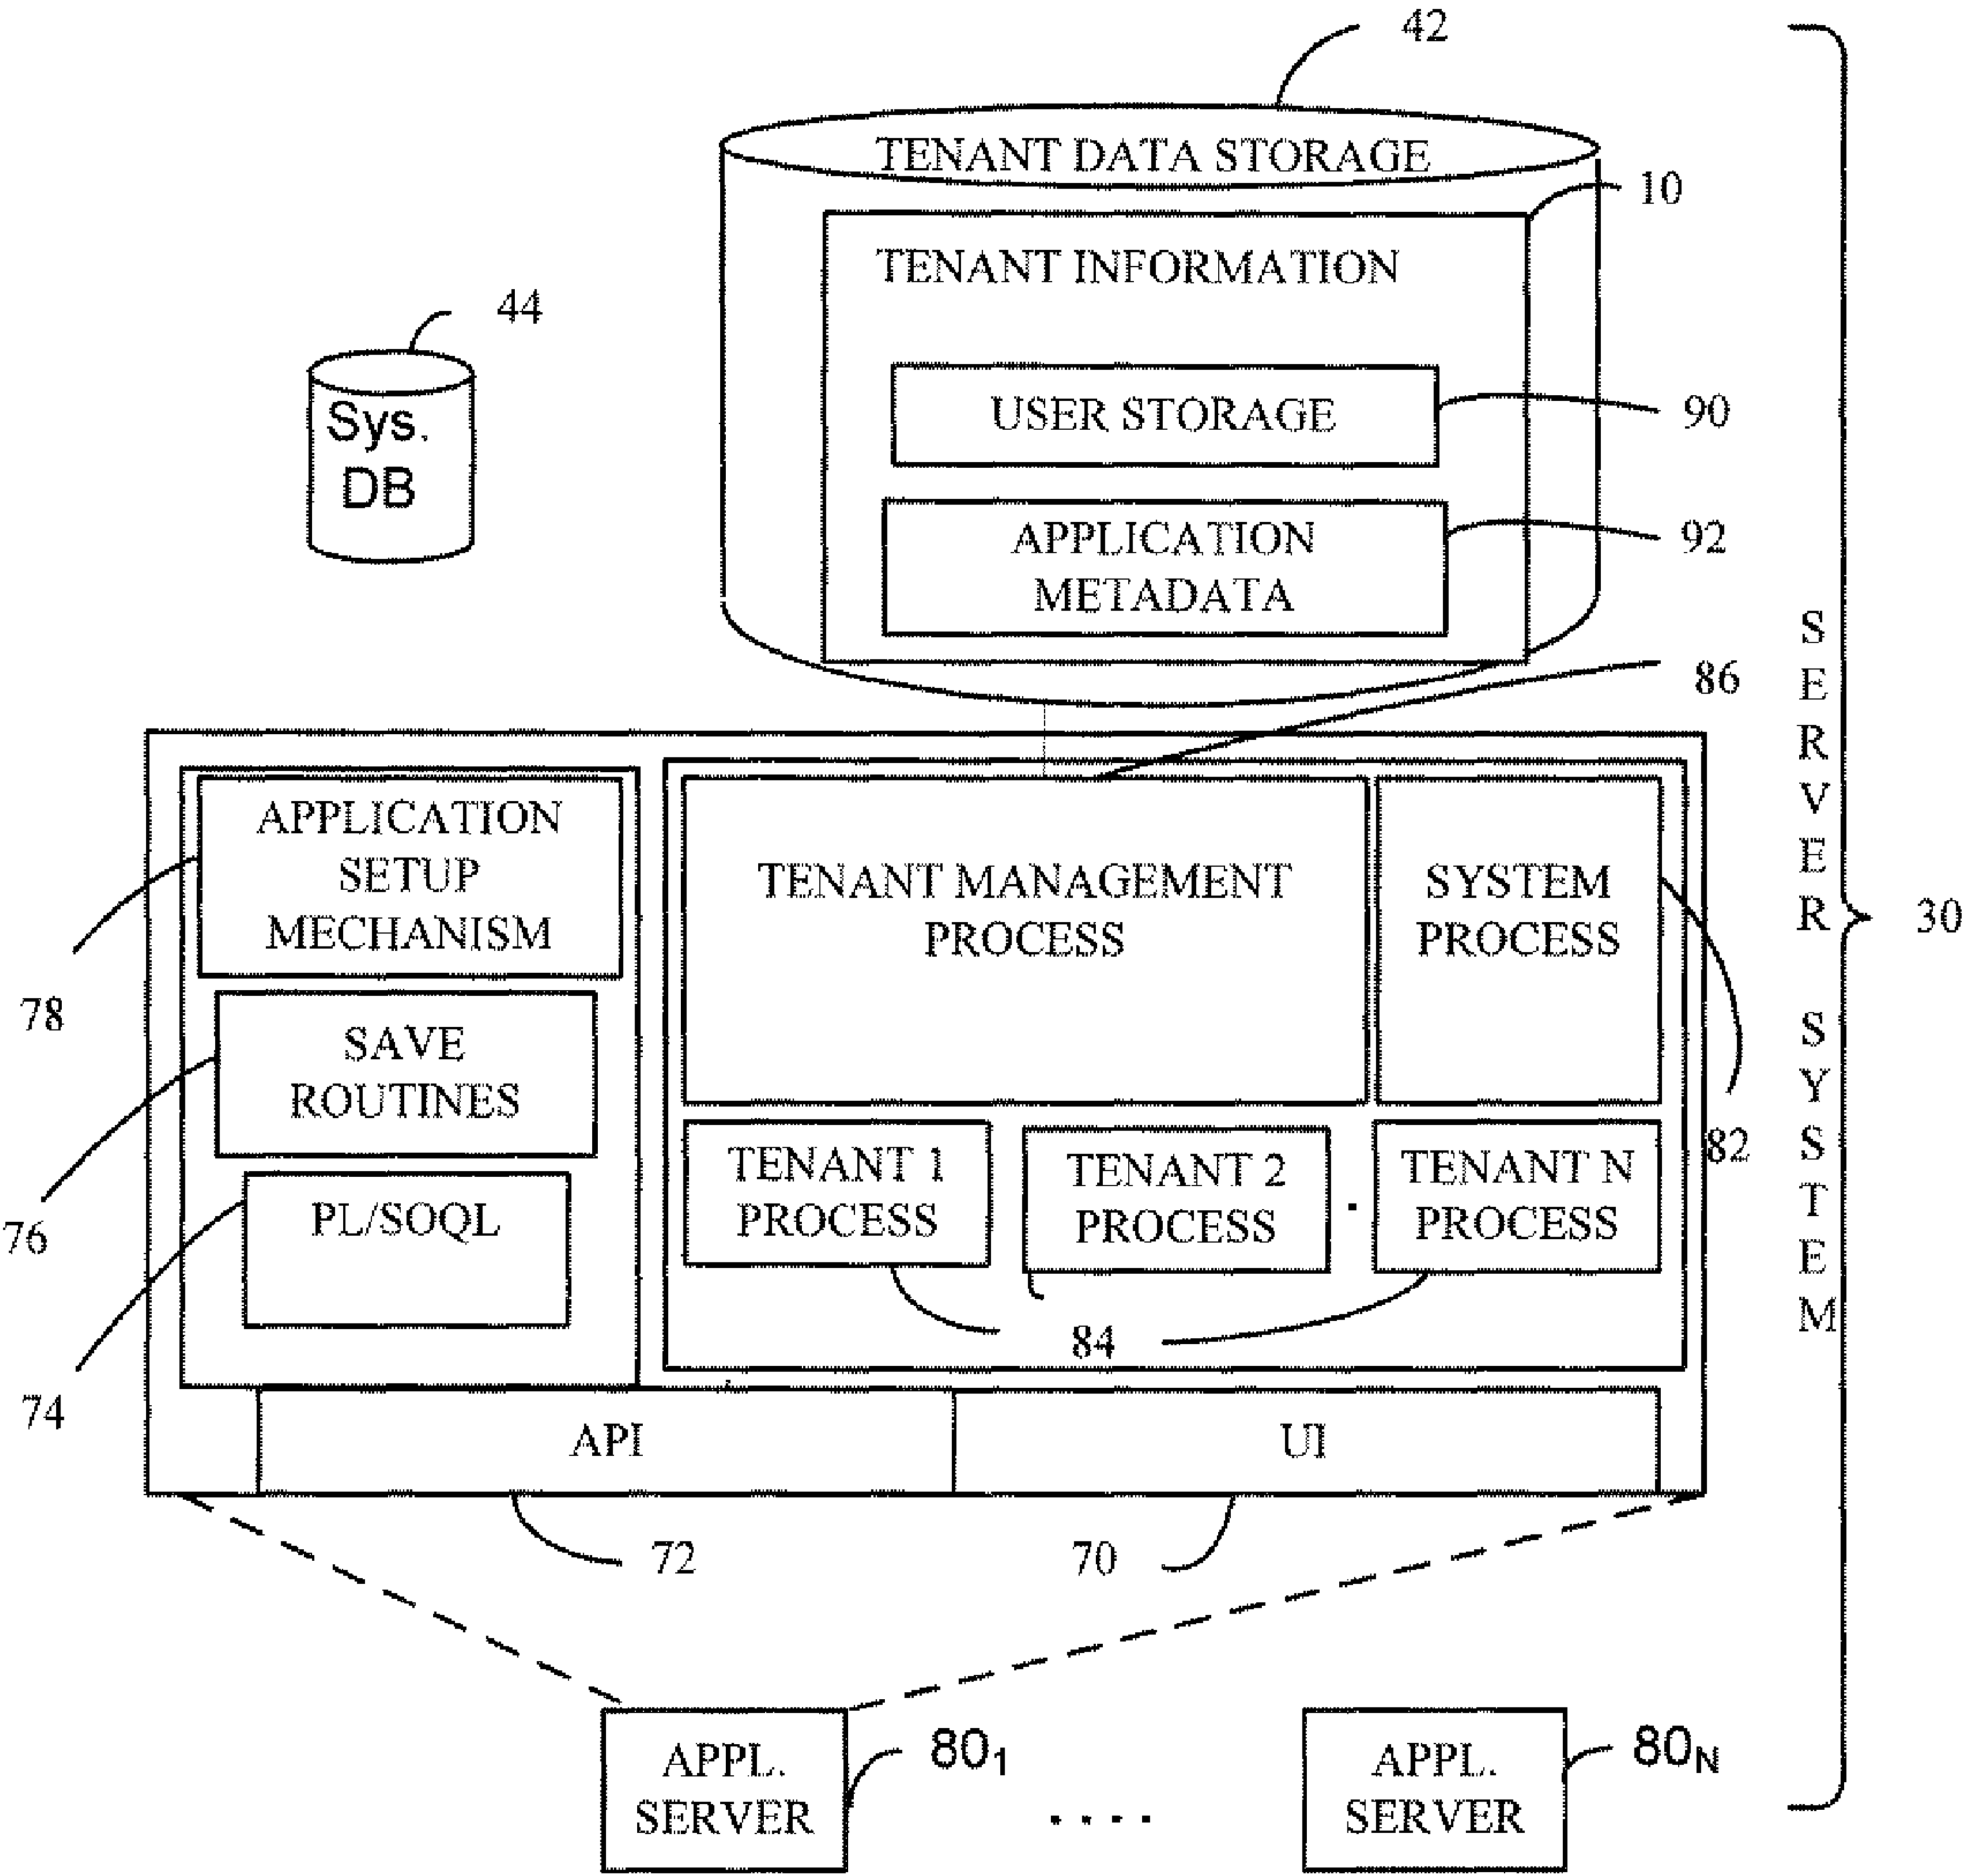 42
TENANT DATA STORAGE
10
TENANT INFORMATION
44
Sys.
DB
USER STORAGE
90
APPLICATION
METADATA
92
86
APPLICATION
SETUP
MECHANISM
TENANT MANAGEMENT
PROCESS
SYSTEM
PROCESS
78
SAVE
ROUTINES
76
PL/SOQL
74
TENANT 1
PROCESS
TENANT 2
PROCESS
.
TENANT N
PROCESS
82
84
API
UI
72
70
APPL.
SERVER
80₁
. . . .
APPL.
SERVER
80N
SERVER SYSTEM
30